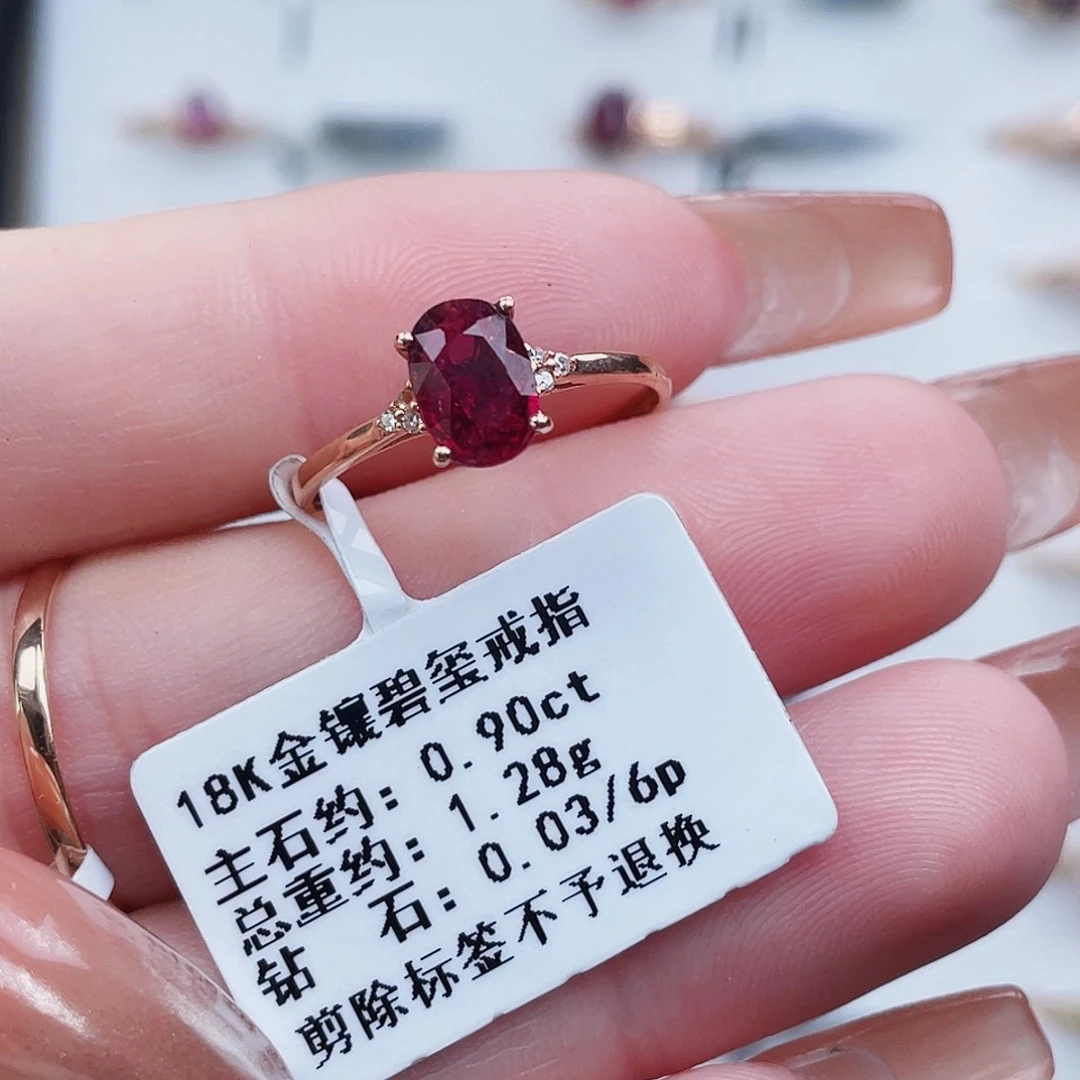 18K金镶碧玺戒指
主石约: 0.90ct
总重约: 1.28g
钻 石: 0.03/6p
剪除标签不予退换